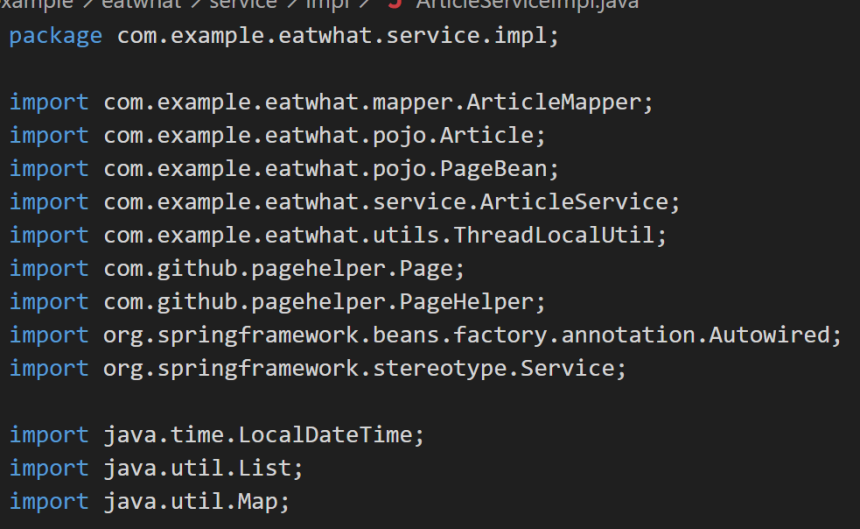 example > eatwhat > service > impl > J ArticleServiceImpl.java
package com.example.eatwhat.service.impl;
import com.example.eatwhat.mapper.ArticleMapper;
import com.example.eatwhat.pojo.Article;
import com.example.eatwhat.pojo.PageBean;
import com.example.eatwhat.service.ArticleService;
import com.example.eatwhat.utils.ThreadLocalUtil;
import com.github.pagehelper.Page;
import com.github.pagehelper.PageHelper;
import org.springframework.beans.factory.annotation.Autowired;
import org.springframework.stereotype.Service;
import java.time.LocalDateTime;
import java.util.List;
import java.util.Map;